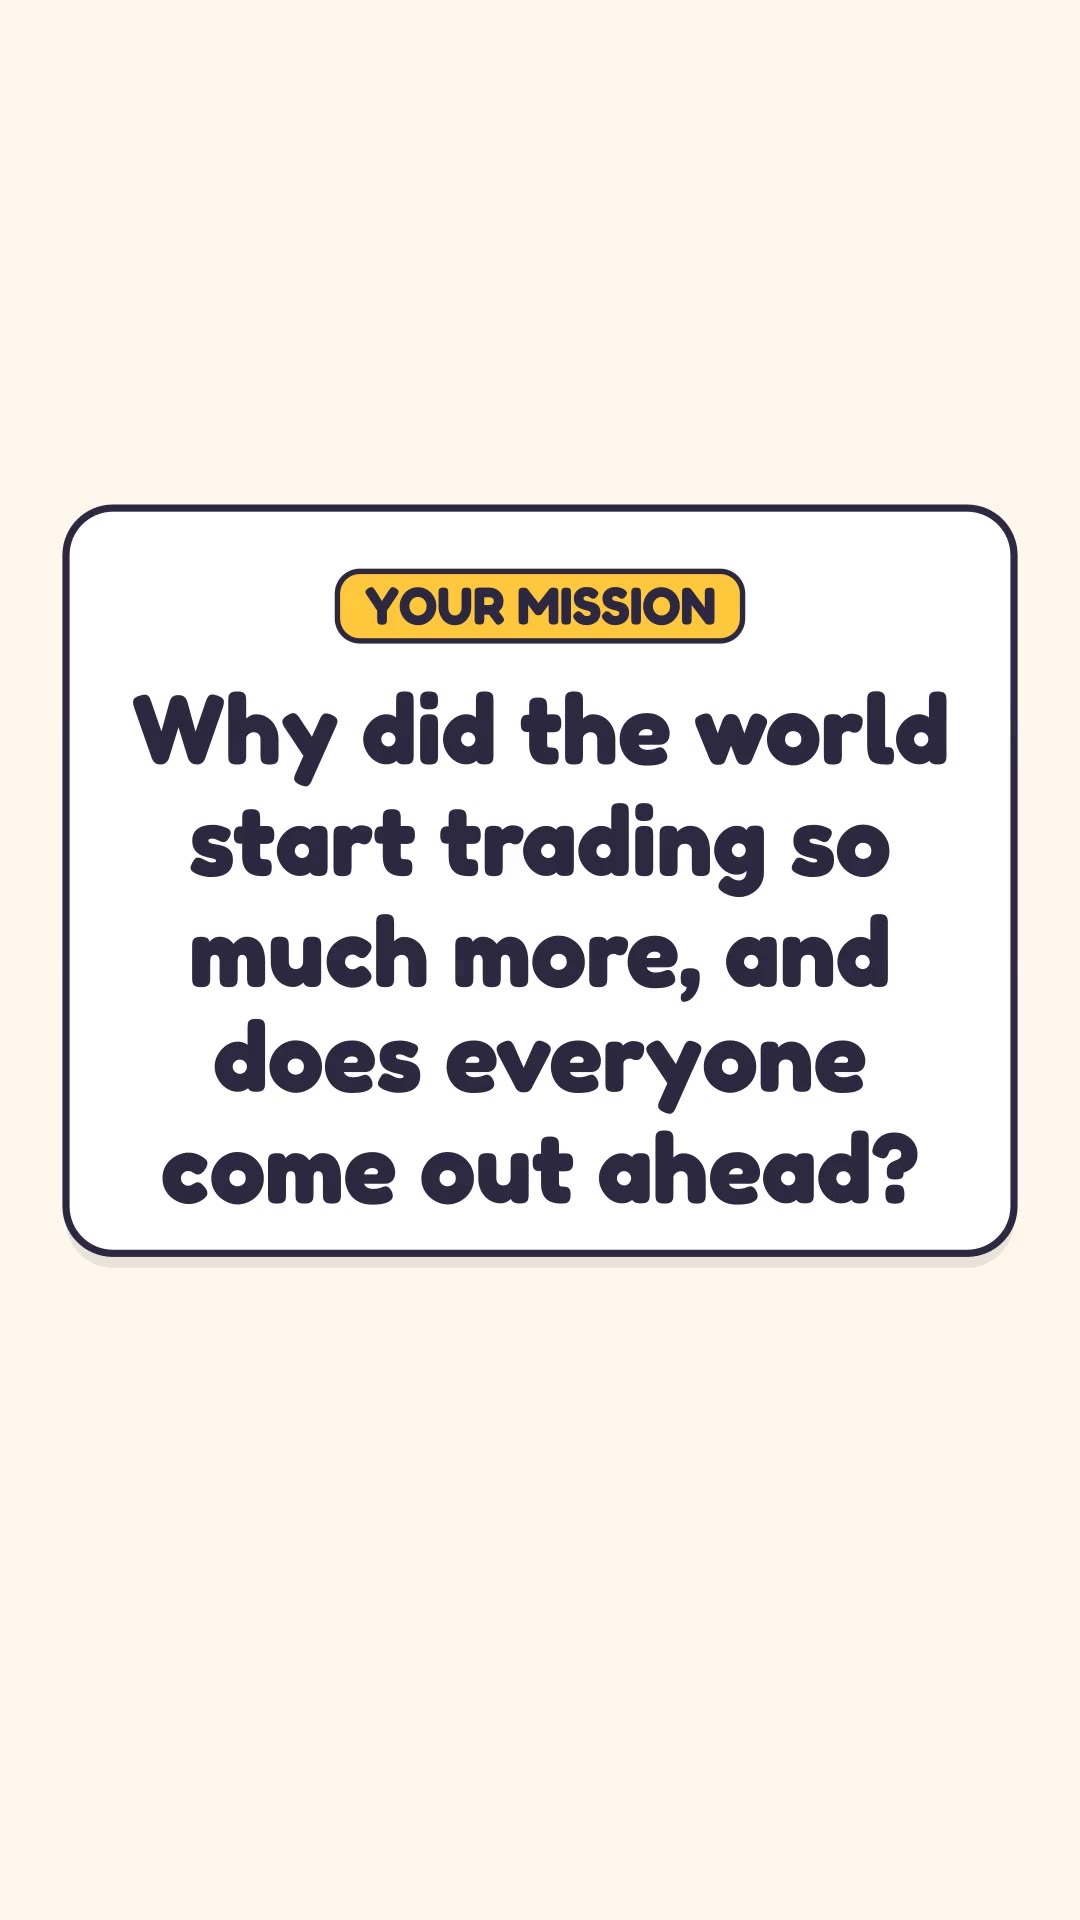 YOUR MISSION
Why did the world
start trading so
much more, and
does everyone
come out ahead?